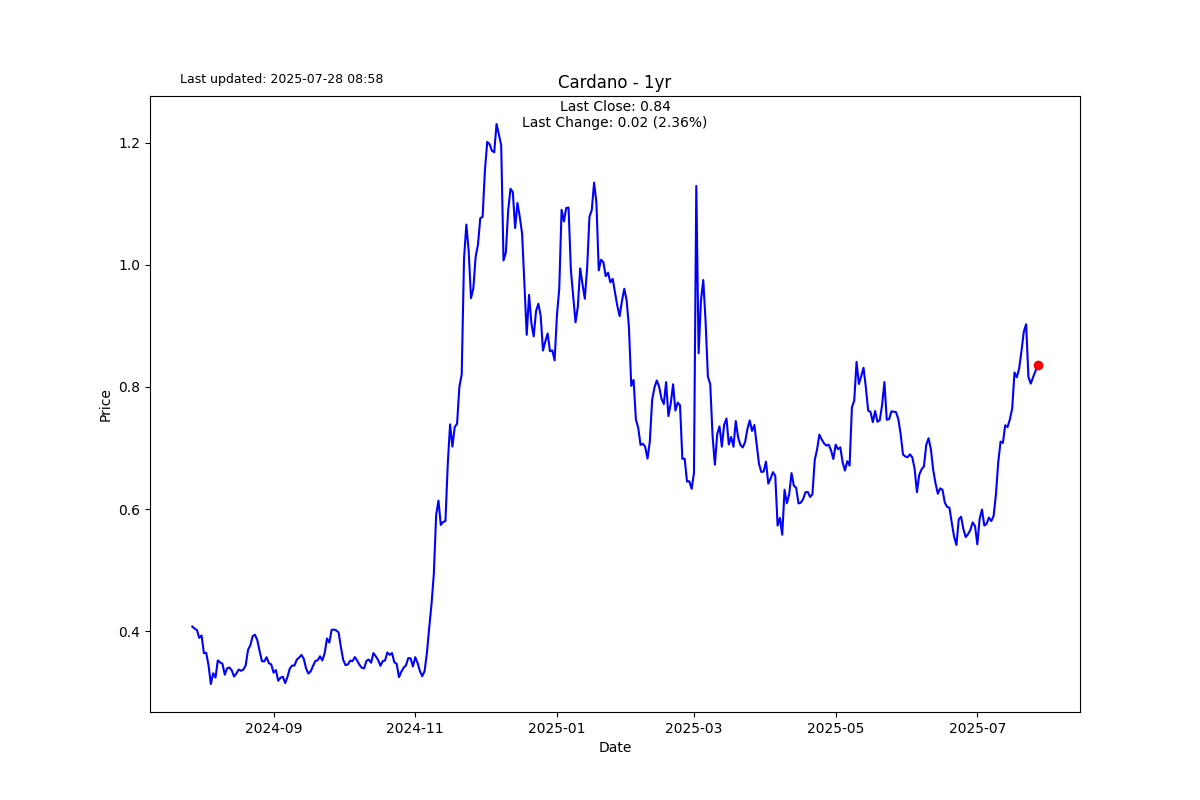 Last updated: 2025-07-28 08:58
Cardano - 1yr
Last Close: 0.84
Last Change: 0.02 (2.36%)
1.2
1.0
0.8
0.6
0.4
Price
2024-09
2024-11
2025-01
2025-03
2025-05
2025-07
Date